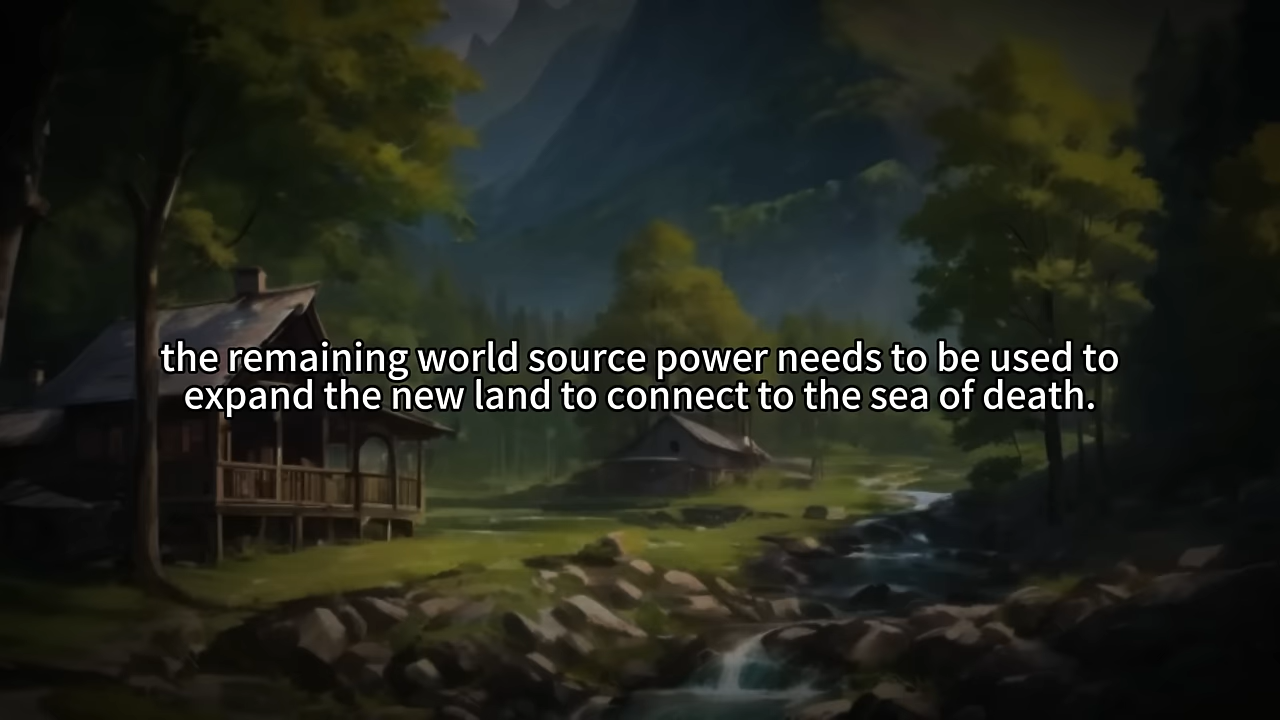 the remaining world source power needs to be used to
expand the new land to connect to the sea of death.